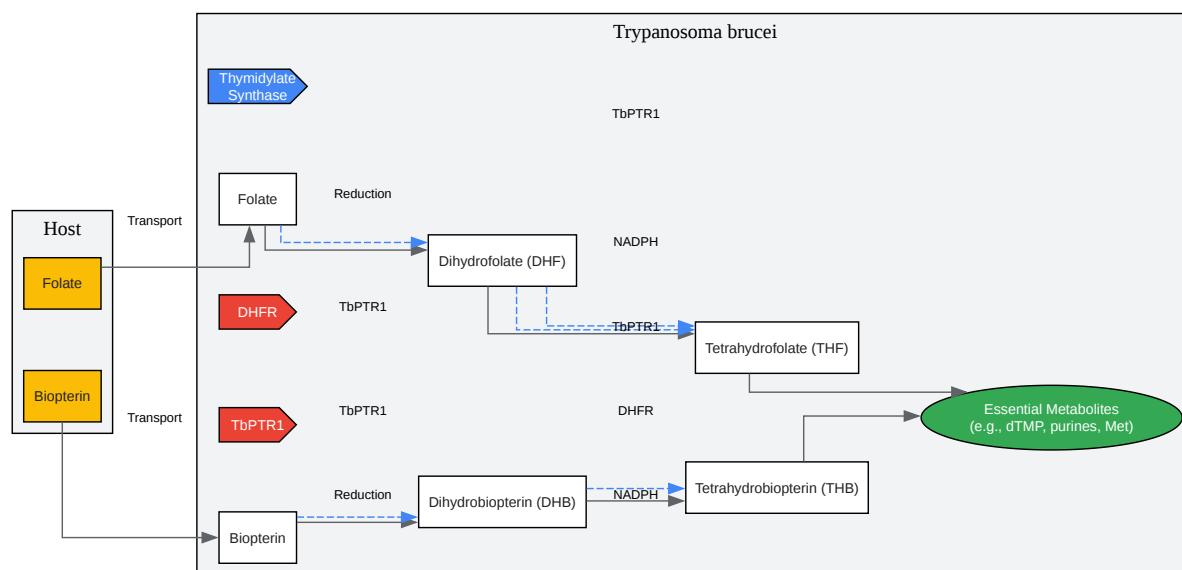 Trypanosoma brucei
Thymidylate
Synthase
TbPTR1
Folate
Reduction
Transport
Host
Folate
Dihydrofolate (DHF)
NADPH
DHFR
TbPTR1
TbPTR1
Tetrahydrofolate (THF)
Biopterin
Transport
TbPTR1
TbPTR1
DHFR
Essential Metabolites
(e.g., dTMP, purines, Met)
Reduction
Dihydrobiopterin (DHB)
NADPH
Tetrahydrobiopterin (THB)
Biopterin